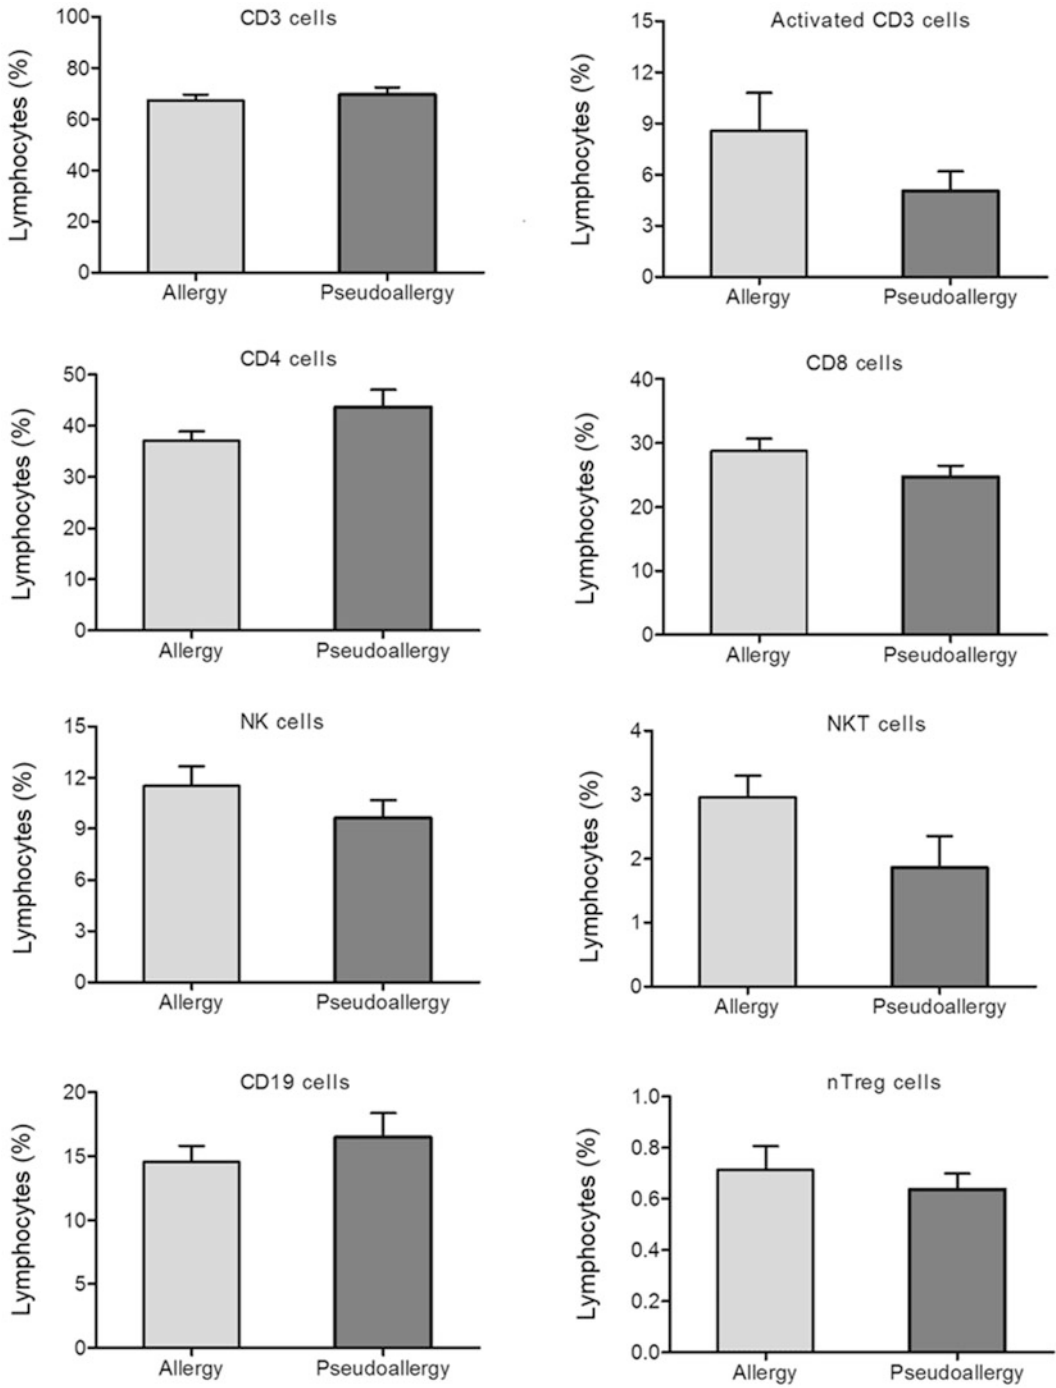 CD3 cells
Lymphocytes (%)
100
80
60
40
20
0
Allergy Pseudoallergy
Activated CD3 cells
Lymphocytes (%)
15
12
9
6
3
0
Allergy Pseudoallergy
CD4 cells
Lymphocytes (%)
50
40
30
20
10
0
Allergy Pseudoallergy
CD8 cells
Lymphocytes (%)
40
30
20
10
0
Allergy Pseudoallergy
NK cells
Lymphocytes (%)
15
12
9
6
3
0
Allergy Pseudoallergy
NKT cells
Lymphocytes (%)
4
3
2
1
0
Allergy Pseudoallergy
CD19 cells
Lymphocytes (%)
20
15
10
5
0
Allergy Pseudoallergy
nTreg cells
Lymphocytes (%)
1.0
0.8
0.6
0.4
0.2
0.0
Allergy Pseudoallergy